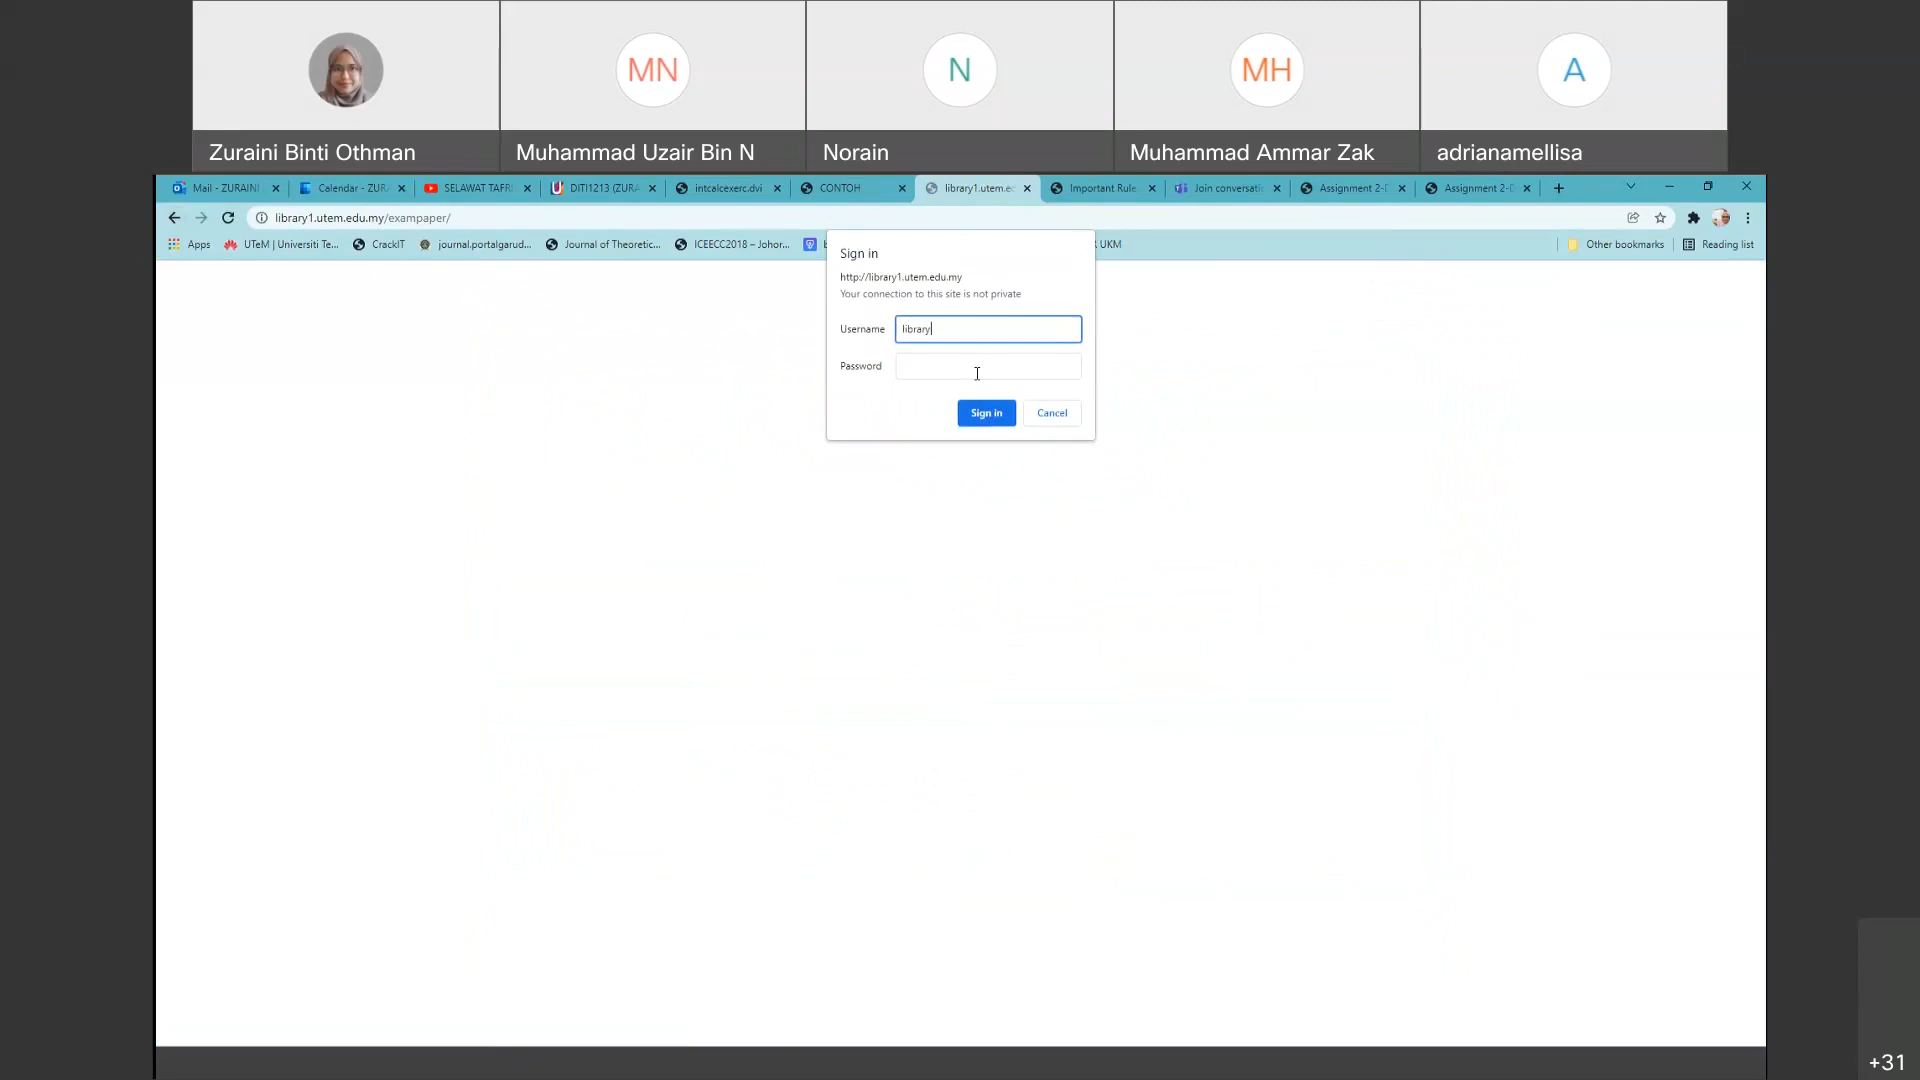 MN
N
MH
A
Zuraini Binti Othman
Muhammad Uzair Bin N
Norain
Muhammad Ammar Zak
adrianamellisa
Mail - ZURAINI
Calendar - ZUR
SELAWAT TAFRI
DITI1213 (ZURA
intcalcexerc.dvi
CONTOH
library1.utem.e
Important Rule
Join conversati
Assignment 2-
Assignment 2-
library1.utem.edu.my/exampaper/
Apps
UTeM | Universiti Te...
CrackIT
journal.portalgarud...
Journal of Theoretic...
ICEECC2018 – Johor...
UKM
Other bookmarks
Reading list
Sign in
http://library1.utem.edu.my
Your connection to this site is not private
Username
library
Password
Sign in
Cancel
+31